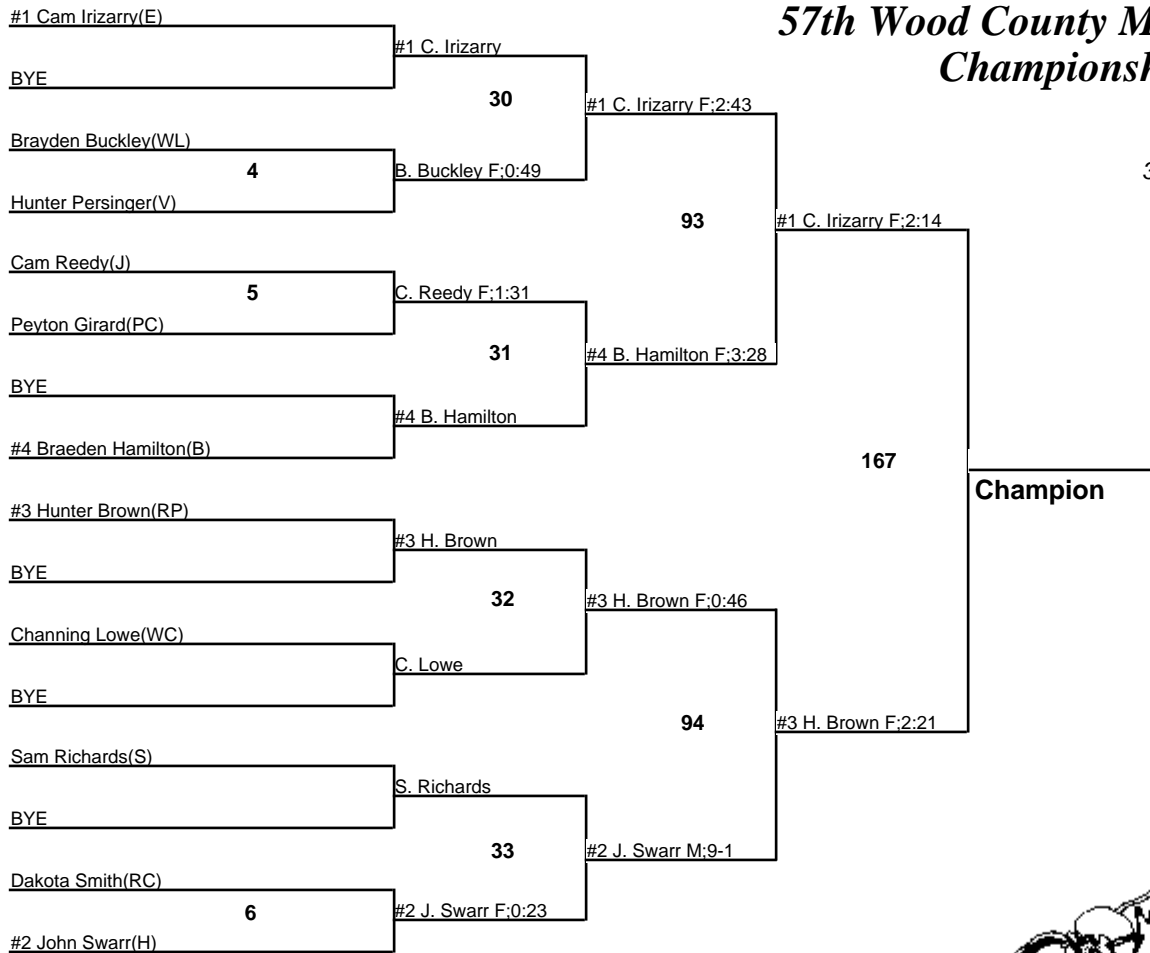 57th Wood County M
Championsh
3
#1 Cam Irizarry(E)
BYE
Brayden Buckley(WL)
4
Hunter Persinger(V)
Cam Reedy(J)
5
Peyton Girard(PC)
BYE
#4 Braeden Hamilton(B)
#3 Hunter Brown(RP)
BYE
Channing Lowe(WC)
BYE
Sam Richards(S)
BYE
Dakota Smith(RC)
6
#2 John Swarr(H)
#1 C. Irizarry
30
B. Buckley F;0:49
C. Reedy F;1:31
31
#4 B. Hamilton
#3 H. Brown
32
C. Lowe
S. Richards
33
#2 J. Swarr F;0:23
#1 C. Irizarry F;2:43
93
#4 B. Hamilton F;3:28
#3 H. Brown F;0:46
94
#2 J. Swarr M;9-1
#1 C. Irizarry F;2:14
167
#3 H. Brown F;2:21
Champion